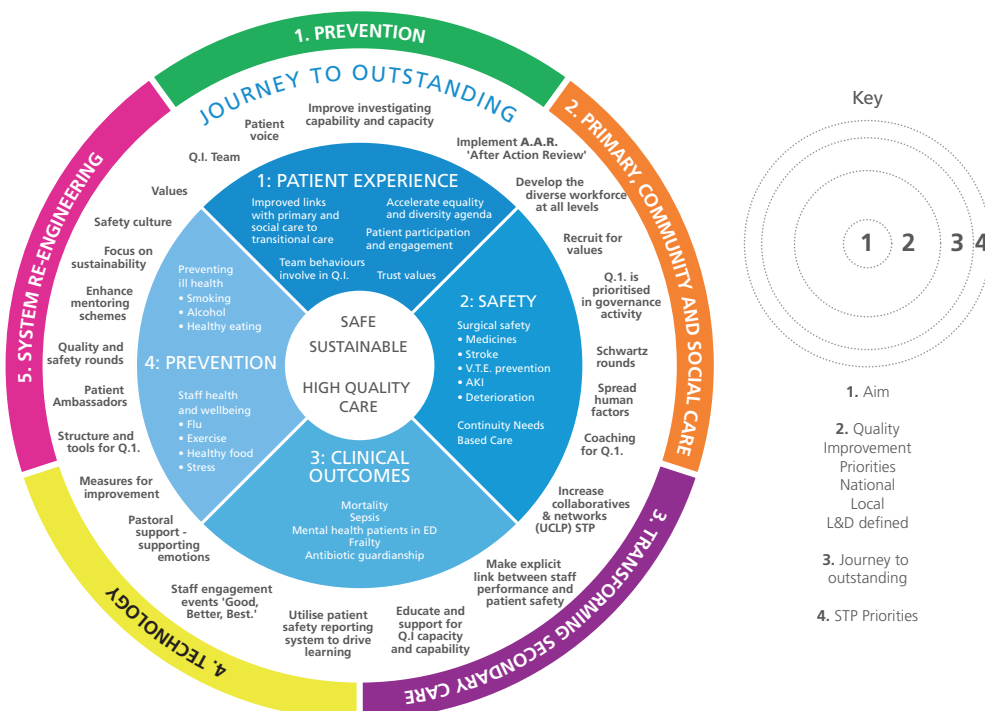 1. PREVENTION
2. PRIMARY, COMMUNITY AND SOCIAL CARE
3. TRANSFORMING SECONDARY CARE
4. TECHNOLOGY
5. SYSTEM RE-ENGINEERING
JOURNEY TO OUTSTANDING
Improve investigating
capability and capacity
Implement A.A.R.
'After Action Review'
Develop the
diverse workforce
at all levels
Recruit for
values
Q.1. is
prioritised
in governance
activity
Schwartz
rounds
Spread
human
factors
Coaching
for Q.1.
Increase
collaboratives
& networks
(UCLP) STP
Make explicit
link between staff
performance and
patient safety
Educate and
support for
Q.I capacity
and capability
Utilise patient
safety reporting
system to drive
learning
Staff engagement
events 'Good,
Better, Best.'
Pastoral
support -
supporting
emotions
Measures for
improvement
Structure and
tools for Q.1.
Patient
Ambassadors
Quality and
safety rounds
Enhance
mentoring
schemes
Focus on
sustainability
Safety culture
Values
Q.I. Team
Patient
voice
1: PATIENT EXPERIENCE
Improved links
with primary and
social care to
transitional care
Team behaviours
involve in Q.I.
Accelerate equality
and diversity agenda
Patient participation
and engagement
Trust values
2: SAFETY
Surgical safety
• Medicines
• Stroke
• V.T.E. prevention
• AKI
• Deterioration
Continuity Needs
Based Care
3: CLINICAL
OUTCOMES
Mortality
Sepsis
Mental health patients in ED
Frailty
Antibiotic guardianship
4: PREVENTION
Preventing
ill health
• Smoking
• Alcohol
• Healthy eating
Staff health
and wellbeing
• Flu
• Exercise
• Healthy food
• Stress
SAFE
SUSTAINABLE
HIGH QUALITY
CARE
Key
1 2 3 4
1. Aim
2. Quality
Improvement
Priorities
National
Local
L&D defined
3. Journey to
outstanding
4. STP Priorities